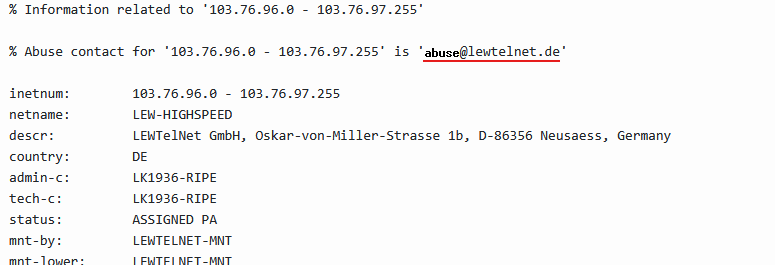 % Information related to '103.76.96.0 - 103.76.97.255'
% Abuse contact for '103.76.96.0 - 103.76.97.255' is 'abuse@lewtelnet.de'
inetnum: 103.76.96.0 - 103.76.97.255
netname: LEW-HIGHSPEED
descr: LEWTelNet GmbH, Oskar-von-Miller-Strasse 1b, D-86356 Neusaess, Germany
country: DE
admin-c: LK1936-RIPE
tech-c: LK1936-RIPE
status: ASSIGNED PA
mnt-by: LEWTELNET-MNT
mnt-lower: LEWTELNET-MNT